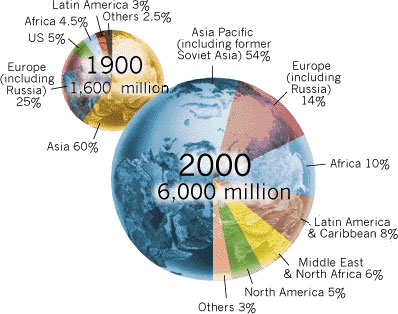 Latin America 3%
Others 2.5%
Africa 4.5%
US 5%
Europe
(including
Russia)
25%
Asia 60%
1900
1,600 million
Asia Pacific
(including former
Soviet Asia) 54%
Europe
(including
Russia)
14%
Africa 10%
Latin America
& Caribbean 8%
Middle East
& North Africa 6%
North America 5%
Others 3%
2000
6,000 million